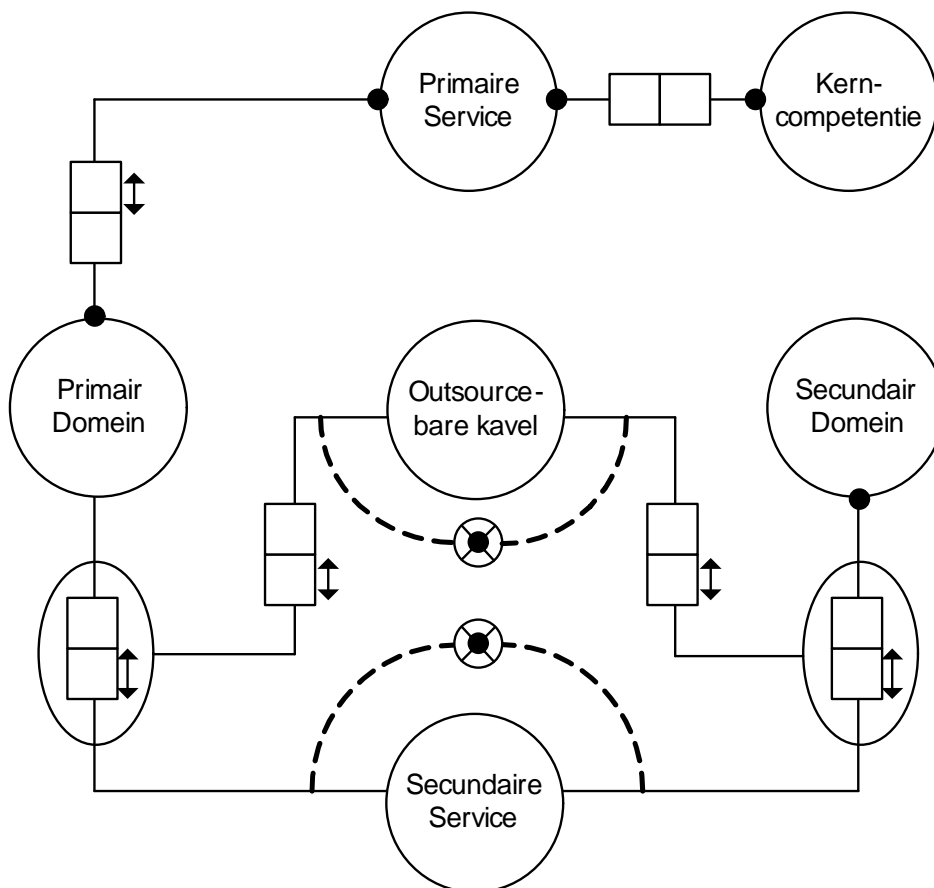 Primaire
Service
Kern-
competentie
Primair
Domein
Outsource-
bare kavel
Secundair
Domein
Secundaire
Service